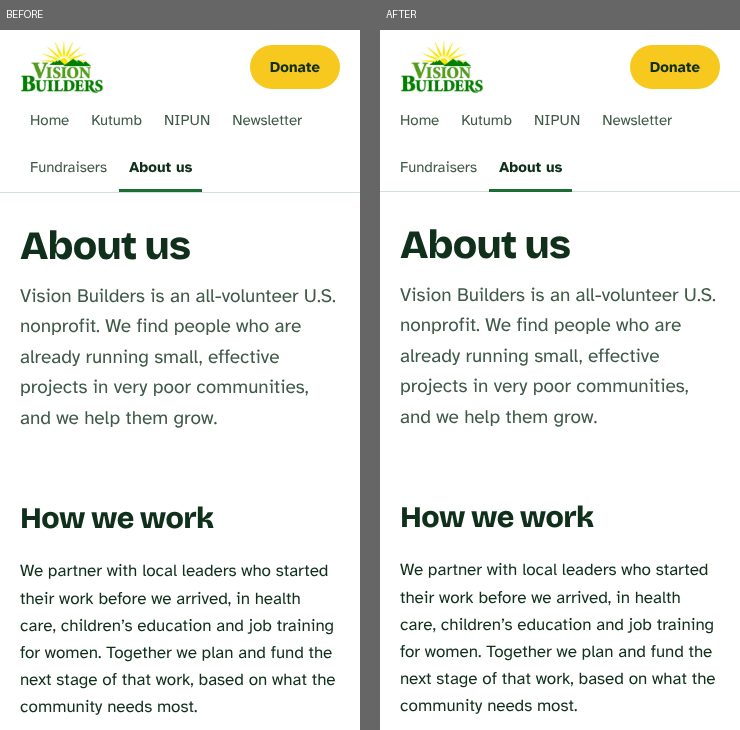 BEFORE
VISION
BUILDERS
Donate
Home Kutumb NIPUN Newsletter
Fundraisers About us
About us
Vision Builders is an all-volunteer U.S.
nonprofit. We find people who are
already running small, effective
projects in very poor communities,
and we help them grow.
How we work
We partner with local leaders who started
their work before we arrived, in health
care, children’s education and job training
for women. Together we plan and fund the
next stage of that work, based on what the
community needs most.
AFTER
VISION
BUILDERS
Donate
Home Kutumb NIPUN Newsletter
Fundraisers About us
About us
Vision Builders is an all-volunteer U.S.
nonprofit. We find people who are
already running small, effective
projects in very poor communities,
and we help them grow.
How we work
We partner with local leaders who started
their work before we arrived, in health
care, children’s education and job training
for women. Together we plan and fund the
next stage of that work, based on what the
community needs most.